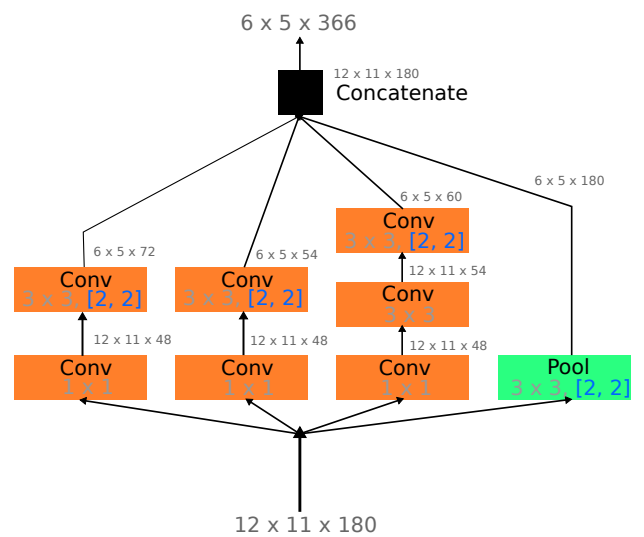 6 x 5 x 366
12 x 11 x 180
Concatenate
6 x 5 x 180
6 x 5 x 60
Conv
3 x 3, [2, 2]
6 x 5 x 72
6 x 5 x 54
12 x 11 x 54
Conv
3 x 3, [2, 2]
Conv
3 x 3, [2, 2]
Conv
3 x 3
12 x 11 x 48
12 x 11 x 48
12 x 11 x 48
Conv
1 x 1
Conv
1 x 1
Conv
1 x 1
Pool
3 x 3, [2, 2]
12 x 11 x 180